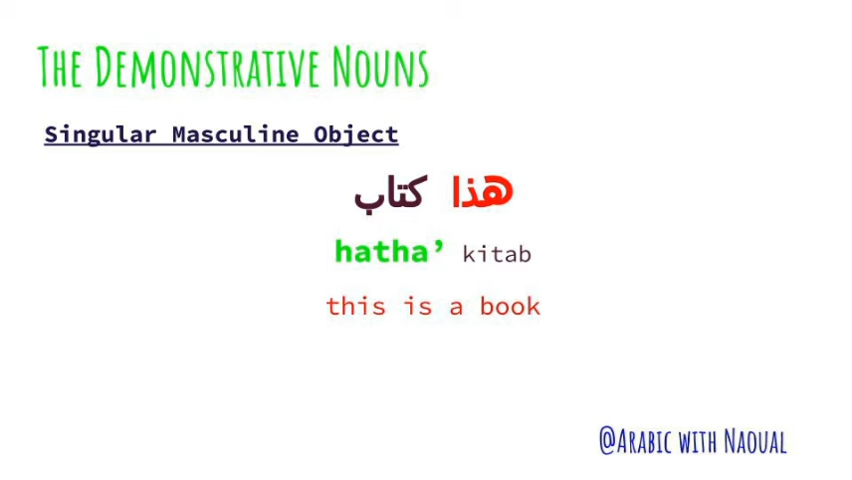 The Demonstrative Nouns
Singular Masculine Object
هذا كتاب
hatha’ kitab
this is a book
@Arabic with Naoual